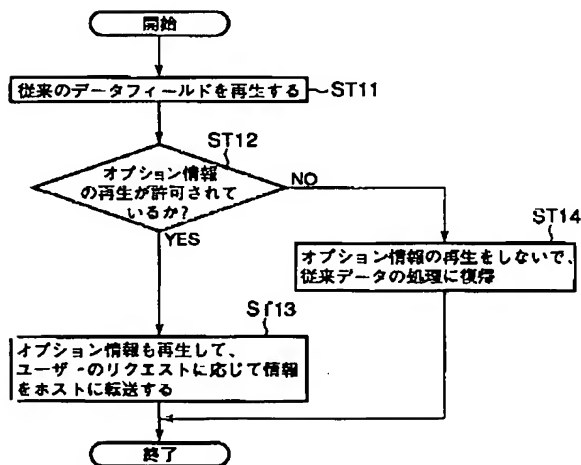 開始
従来のデータフィールドを再生する
ST11
ST12
オプション情報
の再生が許可されて
いるか?
NO
YES
ST14
オプション情報の再生をしないで、
従来データの処理に復帰
ST13
オプション情報も再生して、
ユーザーのリクエストに応じて情報
をホストに転送する
終了